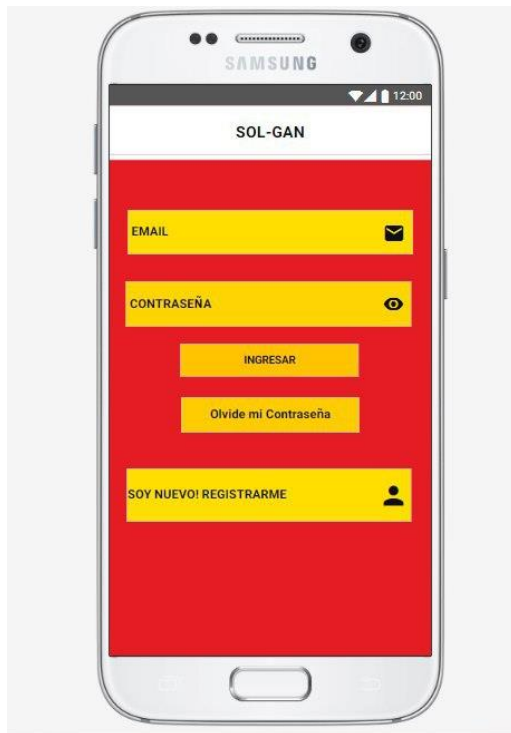 SAMSUNG
12:00
SOL-GAN
EMAIL
CONTRASEÑA
INGRESAR
Olvide mi Contraseña
SOY NUEVO! REGISTRARME